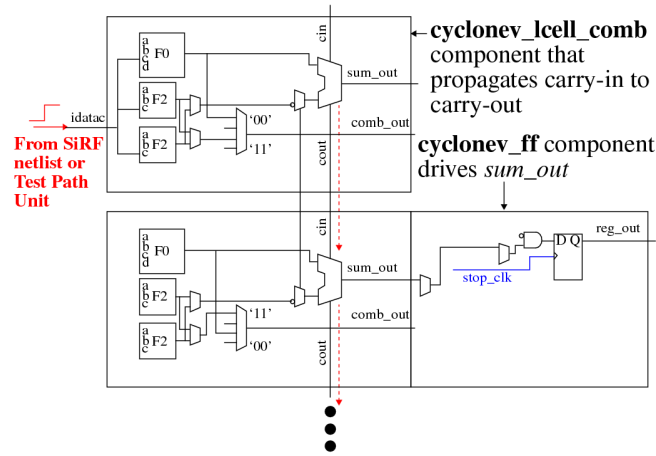 cin
cyclonev_lcell_comb
component that
propagates carry-in to
carry-out
a
b
c
d
F0
sum_out
a
b
c
F2
idatac
‘00’
comb_out
a
b
c
F2
‘11’
From SiRF
netlist or
Test Path
Unit
cout
cyclonev_ff component
drives sum_out
cin
a
b
c
d
F0
sum_out
D Q
reg_out
stop_clk
a
b
c
F2
‘11’
comb_out
a
b
c
F2
‘00’
cout